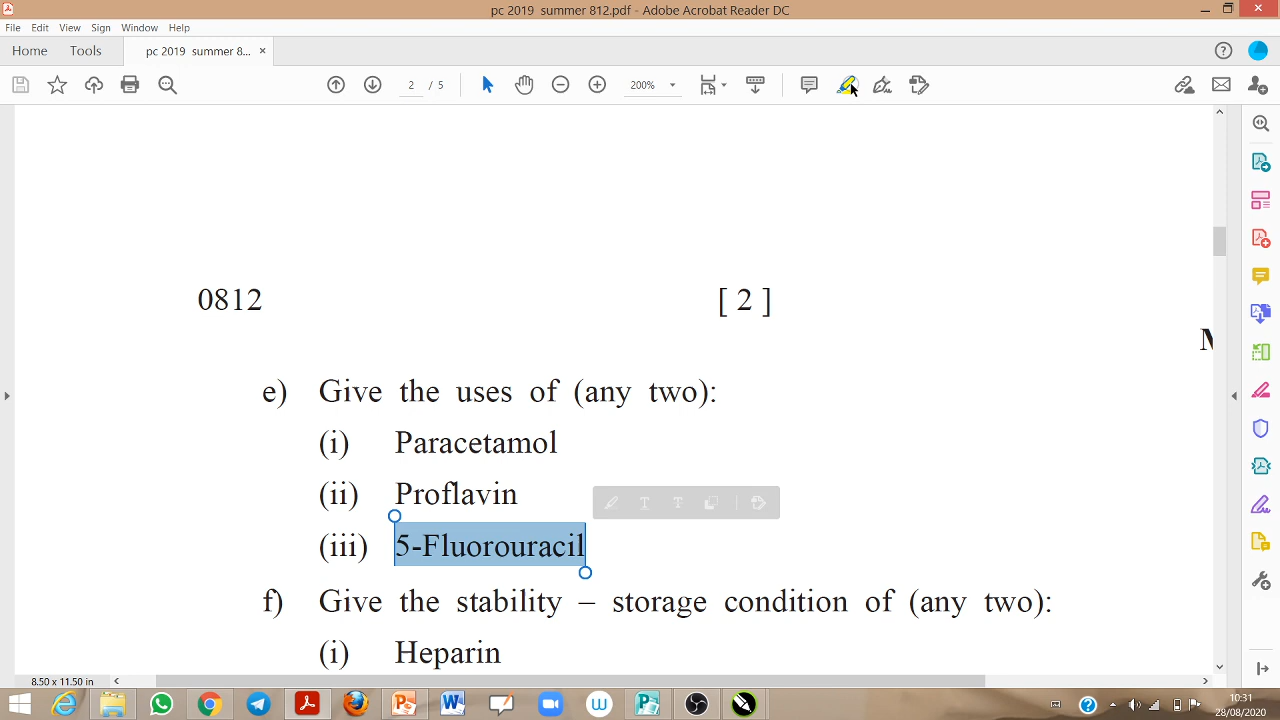 pc 2019 summer 812.pdf - Adobe Acrobat Reader DC
File Edit View Sign Window Help
Home Tools pc 2019 summer 8... ×
2 / 5 200%
0812 [ 2 ]
e) Give the uses of (any two):
(i) Paracetamol
(ii) Proflavin
(iii) 5-Fluorouracil
f) Give the stability – storage condition of (any two):
(i) Heparin
8.50 x 11.50 in
10:31
28/08/2020